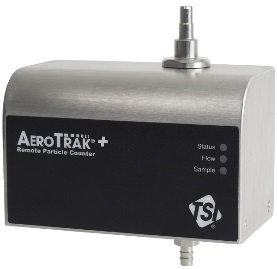 AEROTRAK®+
Remote Particle Counter
Status
Flow
Sample
TSI